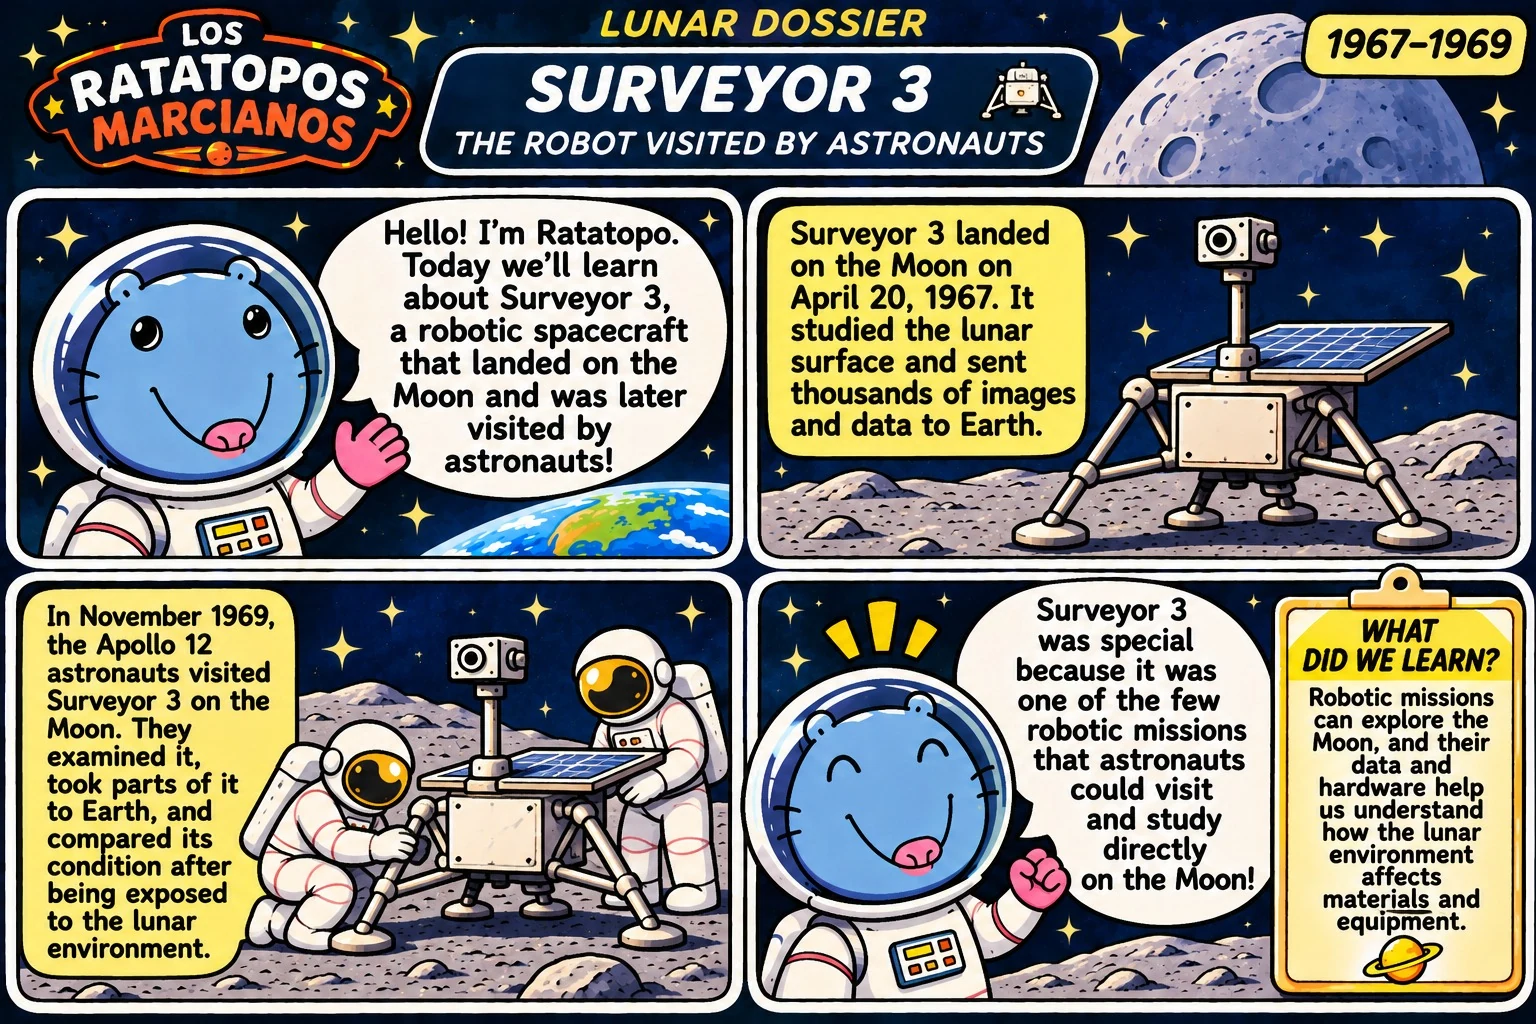 LOS
RATATOPOS
MARCIANOS
LUNAR DOSSIER
SURVEYOR 3
THE ROBOT VISITED BY ASTRONAUTS
1967–1969
Hello! I'm Ratatopo.
Today we'll learn
about Surveyor 3,
a robotic spacecraft
that landed on the
Moon and was later
visited by
astronauts!
Surveyor 3 landed
on the Moon on
April 20, 1967. It
studied the lunar
surface and sent
thousands of images
and data to Earth.
In November 1969,
the Apollo 12
astronauts visited
Surveyor 3 on the
Moon. They
examined it,
took parts of it
to Earth, and
compared its
condition after
being exposed
to the lunar
environment.
Surveyor 3
was special
because it was
one of the few
robotic missions
that astronauts
could visit
and study
directly
on the Moon!
WHAT
DID WE LEARN?
Robotic missions
can explore the
Moon, and their
data and
hardware help
us understand
how the lunar
environment
affects
materials and
equipment.